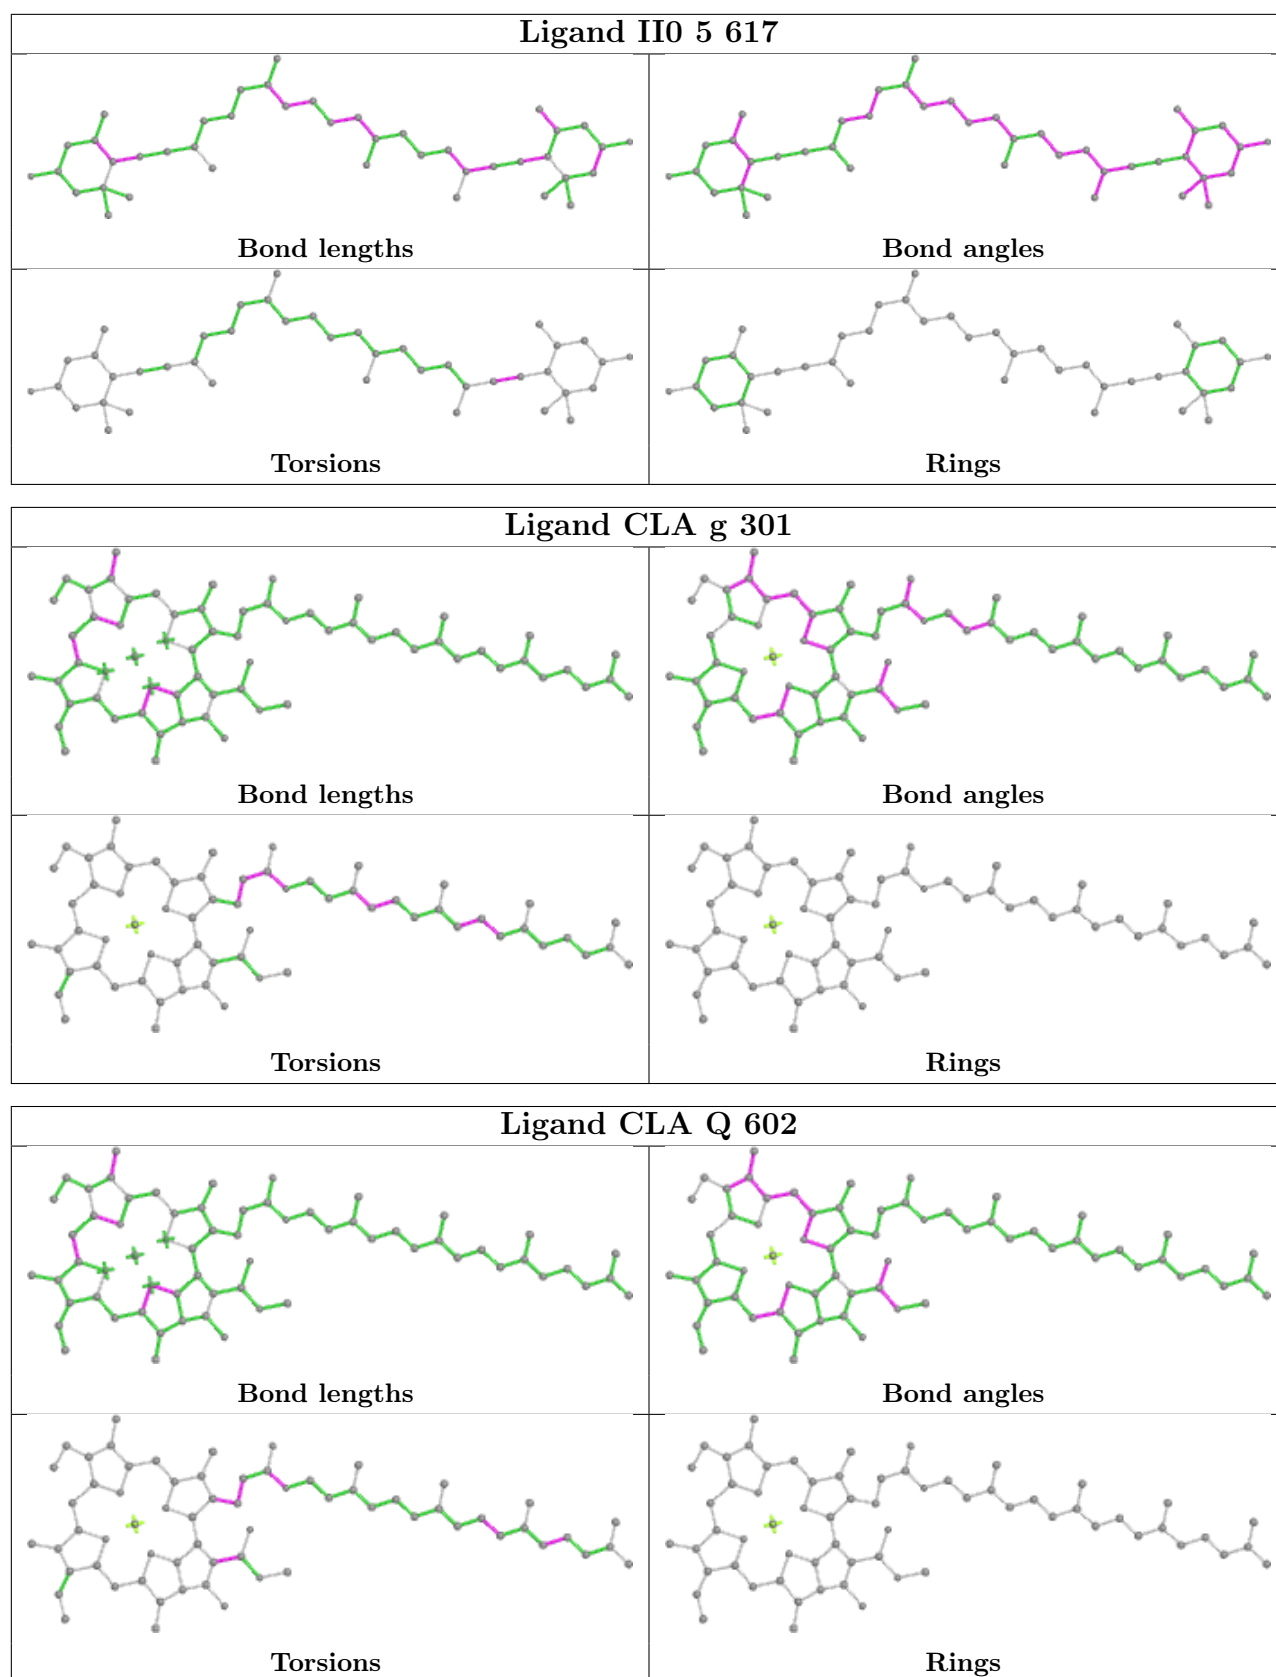 Ligand II0 5 617
Bond lengths
Bond angles
Torsions
Rings
Ligand CLA g 301
Bond lengths
Bond angles
Torsions
Rings
Ligand CLA Q 602
Bond lengths
Bond angles
Torsions
Rings